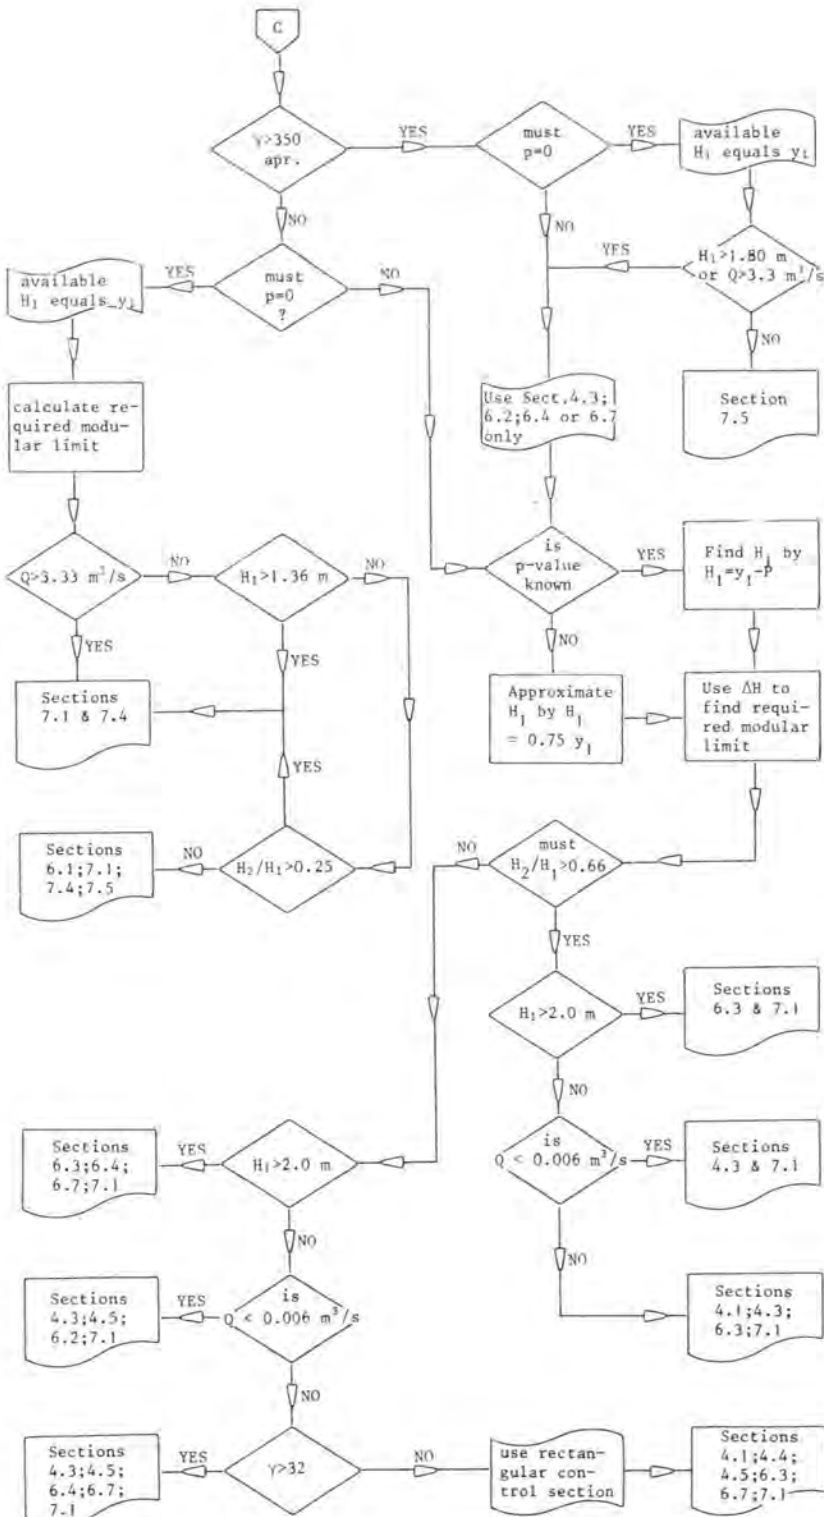 C
γ>350
apr.
YES
must
p=0
YES
available
H1 equals y1
NO
NO
YES
H1>1.80 m
or Q>3.3 m³/s
must
p=0
?
YES
NO
available
H1 equals y1
NO
calculate re-
quired modu-
lar limit
Use Sect.4.3;
6.2;6.4 or 6.7
only
Section
7.5
Q>3.33 m³/s
NO
H1>1.36 m
NO
is
p-value
known
YES
Find H1 by
H1=y1-P
YES
YES
NO
Sections
7.1 & 7.4
Approximate
H1 by H1
= 0.75 y1
Use ΔH to
find requi-
red modular
limit
YES
Sections
6.1;7.1;
7.4;7.5
NO
H2/H1>0.25
NO
must
H2/H1>0.66
YES
H1>2.0 m
YES
Sections
6.3 & 7.1
NO
Sections
6.3;6.4;
6.7;7.1
YES
H1>2.0 m
is
Q < 0.006 m³/s
YES
Sections
4.3 & 7.1
NO
NO
Sections
4.3;4.5;
6.2;7.1
YES
is
Q < 0.006 m³/s
Sections
4.1;4.3;
6.3;7.1
NO
Sections
4.3;4.5;
6.4;6.7;
7.1
YES
γ>32
NO
use rectan-
gular con-
trol section
Sections
4.1;4.4;
4.5;6.3;
6.7;7.1